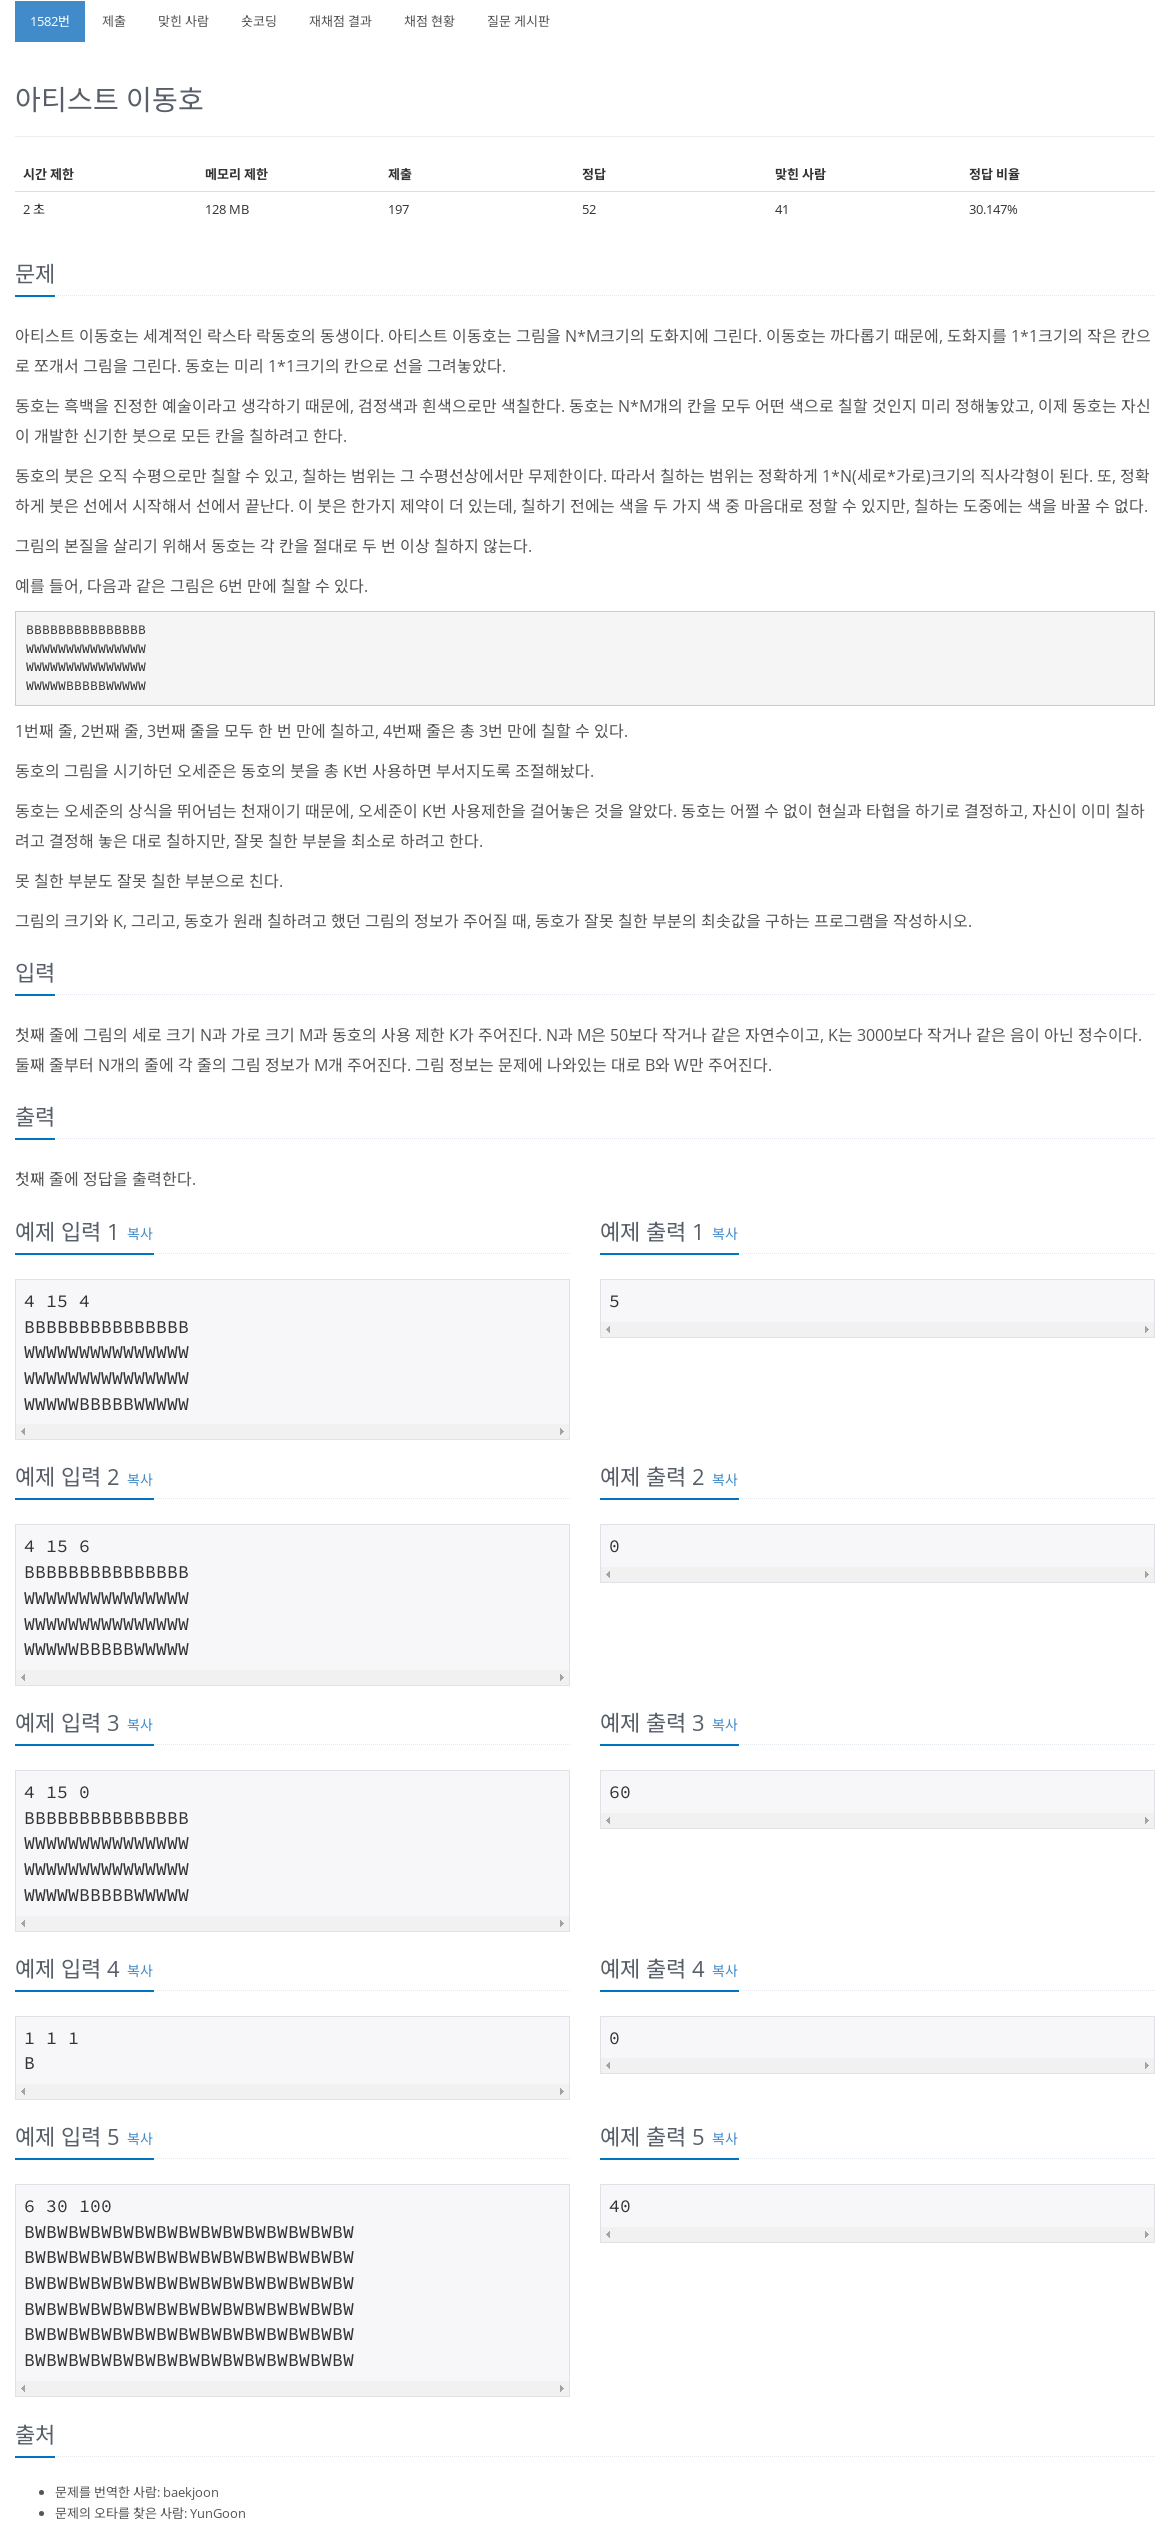 1582번 제출 맞힌 사람 숏코딩 재채점 결과 채점 현황 질문 게시판
아티스트 이동호
시간 제한 메모리 제한 제출 정답 맞힌 사람 정답 비율
2 초 128 MB 197 52 41 30.147%
문제
아티스트 이동호는 세계적인 락스타 락동호의 동생이다. 아티스트 이동호는 그림을 N*M크기의 도화지에 그린다. 이동호는 까다롭기 때문에, 도화지를 1*1크기의 작은 칸으
로 쪼개서 그림을 그린다. 동호는 미리 1*1크기의 칸으로 선을 그려놓았다.
동호는 흑백을 진정한 예술이라고 생각하기 때문에, 검정색과 흰색으로만 색칠한다. 동호는 N*M개의 칸을 모두 어떤 색으로 칠할 것인지 미리 정해놓았고, 이제 동호는 자신
이 개발한 신기한 붓으로 모든 칸을 칠하려고 한다.
동호의 붓은 오직 수평으로만 칠할 수 있고, 칠하는 범위는 그 수평선상에서만 무제한이다. 따라서 칠하는 범위는 정확하게 1*N(세로*가로)크기의 직사각형이 된다. 또, 정확
하게 붓은 선에서 시작해서 선에서 끝난다. 이 붓은 한가지 제약이 더 있는데, 칠하기 전에는 색을 두 가지 색 중 마음대로 정할 수 있지만, 칠하는 도중에는 색을 바꿀 수 없다.
그림의 본질을 살리기 위해서 동호는 각 칸을 절대로 두 번 이상 칠하지 않는다.
예를 들어, 다음과 같은 그림은 6번 만에 칠할 수 있다.
BBBBBBBBBBBBBBB
WWWWWWWWWWWWWWW
WWWWWWWWWWWWWWW
WWWWWBBBBBWWWWW
1번째 줄, 2번째 줄, 3번째 줄을 모두 한 번 만에 칠하고, 4번째 줄은 총 3번 만에 칠할 수 있다.
동호의 그림을 시기하던 오세준은 동호의 붓을 총 K번 사용하면 부서지도록 조절해놨다.
동호는 오세준의 상식을 뛰어넘는 천재이기 때문에, 오세준이 K번 사용제한을 걸어놓은 것을 알았다. 동호는 어쩔 수 없이 현실과 타협을 하기로 결정하고, 자신이 이미 칠하
려고 결정해 놓은 대로 칠하지만, 잘못 칠한 부분을 최소로 하려고 한다.
못 칠한 부분도 잘못 칠한 부분으로 친다.
그림의 크기와 K, 그리고, 동호가 원래 칠하려고 했던 그림의 정보가 주어질 때, 동호가 잘못 칠한 부분의 최솟값을 구하는 프로그램을 작성하시오.
입력
첫째 줄에 그림의 세로 크기 N과 가로 크기 M과 동호의 사용 제한 K가 주어진다. N과 M은 50보다 작거나 같은 자연수이고, K는 3000보다 작거나 같은 음이 아닌 정수이다.
둘째 줄부터 N개의 줄에 각 줄의 그림 정보가 M개 주어진다. 그림 정보는 문제에 나와있는 대로 B와 W만 주어진다.
출력
첫째 줄에 정답을 출력한다.
예제 입력 1 복사
4 15 4
BBBBBBBBBBBBBBB
WWWWWWWWWWWWWWW
WWWWWWWWWWWWWWW
WWWWWBBBBBWWWWW
예제 출력 1 복사
5
예제 입력 2 복사
4 15 6
BBBBBBBBBBBBBBB
WWWWWWWWWWWWWWW
WWWWWWWWWWWWWWW
WWWWWBBBBBWWWWW
예제 출력 2 복사
0
예제 입력 3 복사
4 15 0
BBBBBBBBBBBBBBB
WWWWWWWWWWWWWWW
WWWWWWWWWWWWWWW
WWWWWBBBBBWWWWW
예제 출력 3 복사
60
예제 입력 4 복사
1 1 1
B
예제 출력 4 복사
0
예제 입력 5 복사
6 30 100
BWBWBWBWBWBWBWBWBWBWBWBWBWBWBW
BWBWBWBWBWBWBWBWBWBWBWBWBWBWBW
BWBWBWBWBWBWBWBWBWBWBWBWBWBWBW
BWBWBWBWBWBWBWBWBWBWBWBWBWBWBW
BWBWBWBWBWBWBWBWBWBWBWBWBWBWBW
BWBWBWBWBWBWBWBWBWBWBWBWBWBWBW
예제 출력 5 복사
40
출처
문제를 번역한 사람: baekjoon
문제의 오타를 찾은 사람: YunGoon